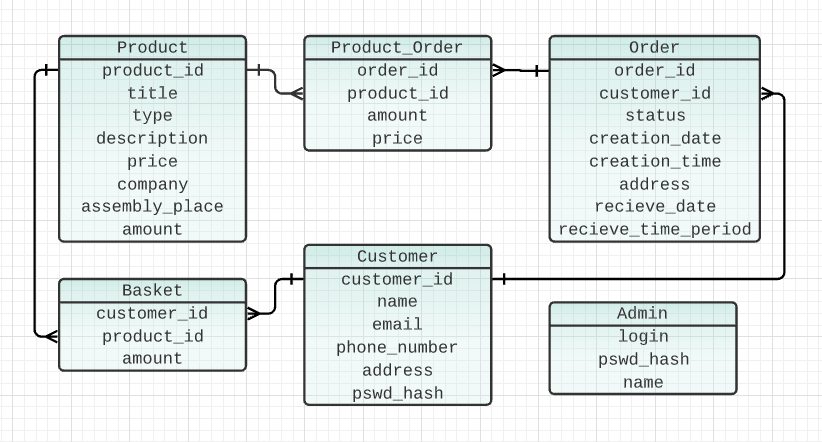 Product
product_id
title
type
description
price
company
assembly_place
amount
Product_Order
order_id
product_id
amount
price
Order
order_id
customer_id
status
creation_date
creation_time
address
recieve_date
recieve_time_period
Basket
customer_id
product_id
amount
Customer
customer_id
name
email
phone_number
address
pswd_hash
Admin
login
pswd_hash
name